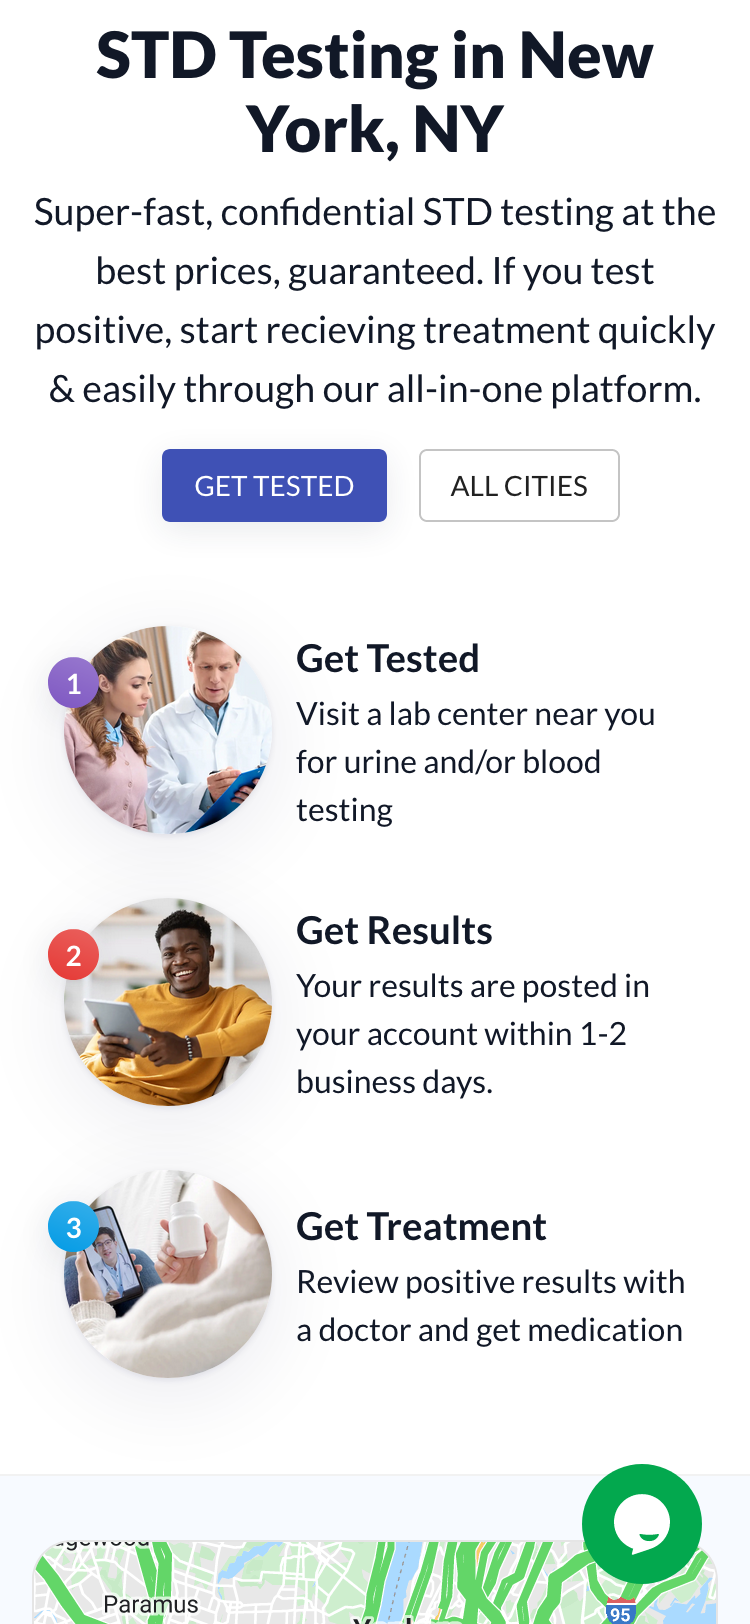 STD Testing in New
York, NY
Super-fast, confidential STD testing at the
best prices, guaranteed. If you test
positive, start recieving treatment quickly
& easily through our all-in-one platform.
GET TESTED
ALL CITIES
1
Get Tested
Visit a lab center near you
for urine and/or blood
testing
2
Get Results
Your results are posted in
your account within 1-2
business days.
3
Get Treatment
Review positive results with
a doctor and get medication
Paramus
95